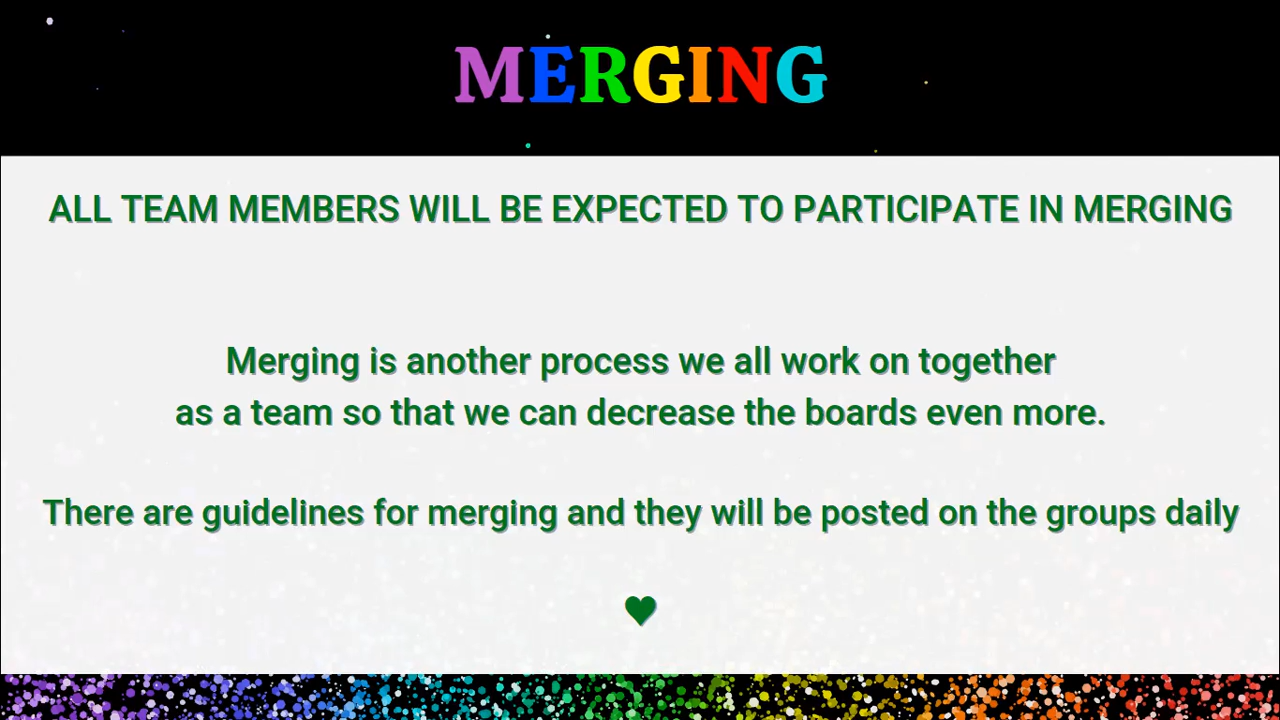 MERGING
ALL TEAM MEMBERS WILL BE EXPECTED TO PARTICIPATE IN MERGING
Merging is another process we all work on together
as a team so that we can decrease the boards even more.
There are guidelines for merging and they will be posted on the groups daily